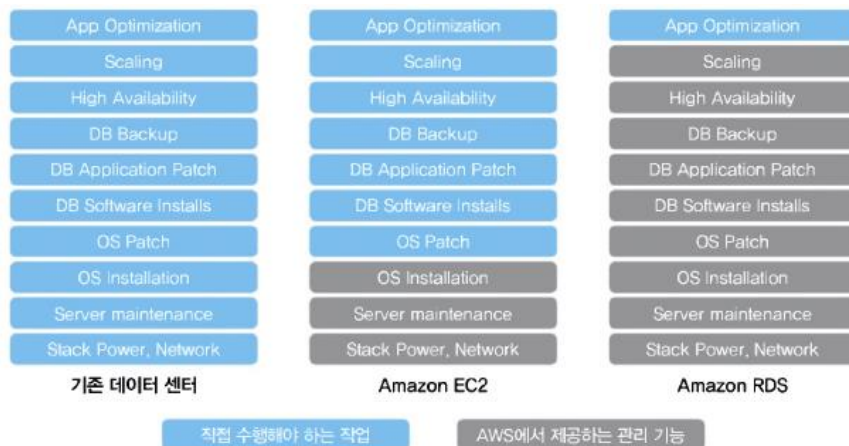 App Optimization
Scaling
High Availability
DB Backup
DB Application Patch
DB Software Installs
OS Patch
OS Installation
Server maintenance
Stack Power, Network
기존 데이터 센터
App Optimization
Scaling
High Availability
DB Backup
DB Application Patch
DB Software Installs
OS Patch
OS Installation
Server maintenance
Stack Power, Network
Amazon EC2
App Optimization
Scaling
High Availability
DB Backup
DB Application Patch
DB Software Installs
OS Patch
OS Installation
Server maintenance
Stack Power, Network
Amazon RDS
직접 수행해야 하는 작업
AWS에서 제공하는 관리 기능